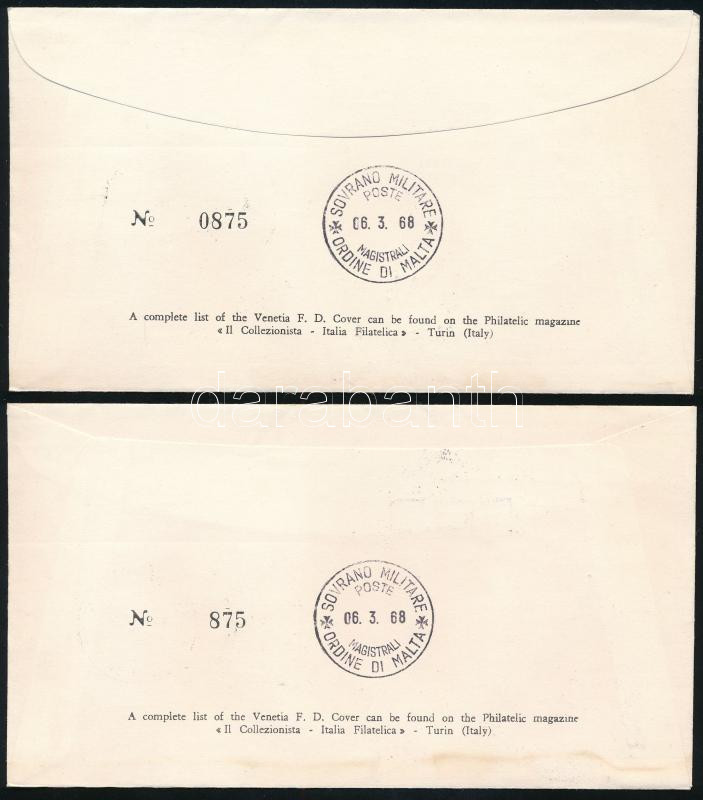 SOVRANO MILITARE
POSTE
Nº 0875
06. 3. 68
MAGISTRALI
ORDINE DI MALTA
A complete list of the Venetia F. D. Cover can be found on the Philatelic magazine
« Il Collezionista - Italia Filatelica » - Turin (Italy)
darabanth
SOVRANO MILITARE
POSTE
Nº 875
06. 3. 68
MAGISTRALI
ORDINE DI MALTA
A complete list of the Venetia F. D. Cover can be found on the Philatelic magazine
« Il Collezionista - Italia Filatelica » - Turin (Italy)